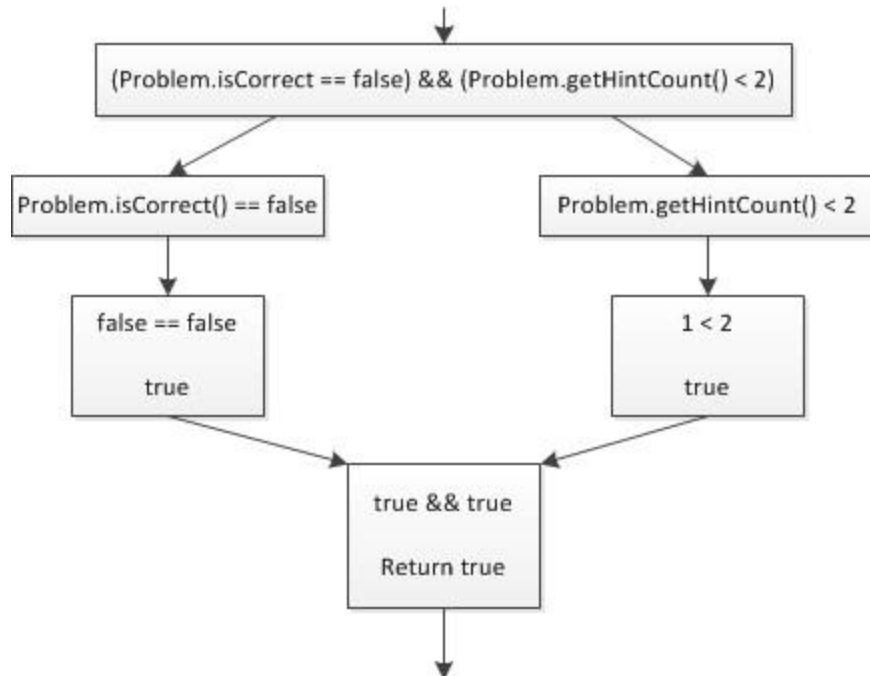 (Problem.isCorrect == false) && (Problem.getHintCount() < 2)
Problem.isCorrect() == false
Problem.getHintCount() < 2
false == false
true
1 < 2
true
true && true
Return true